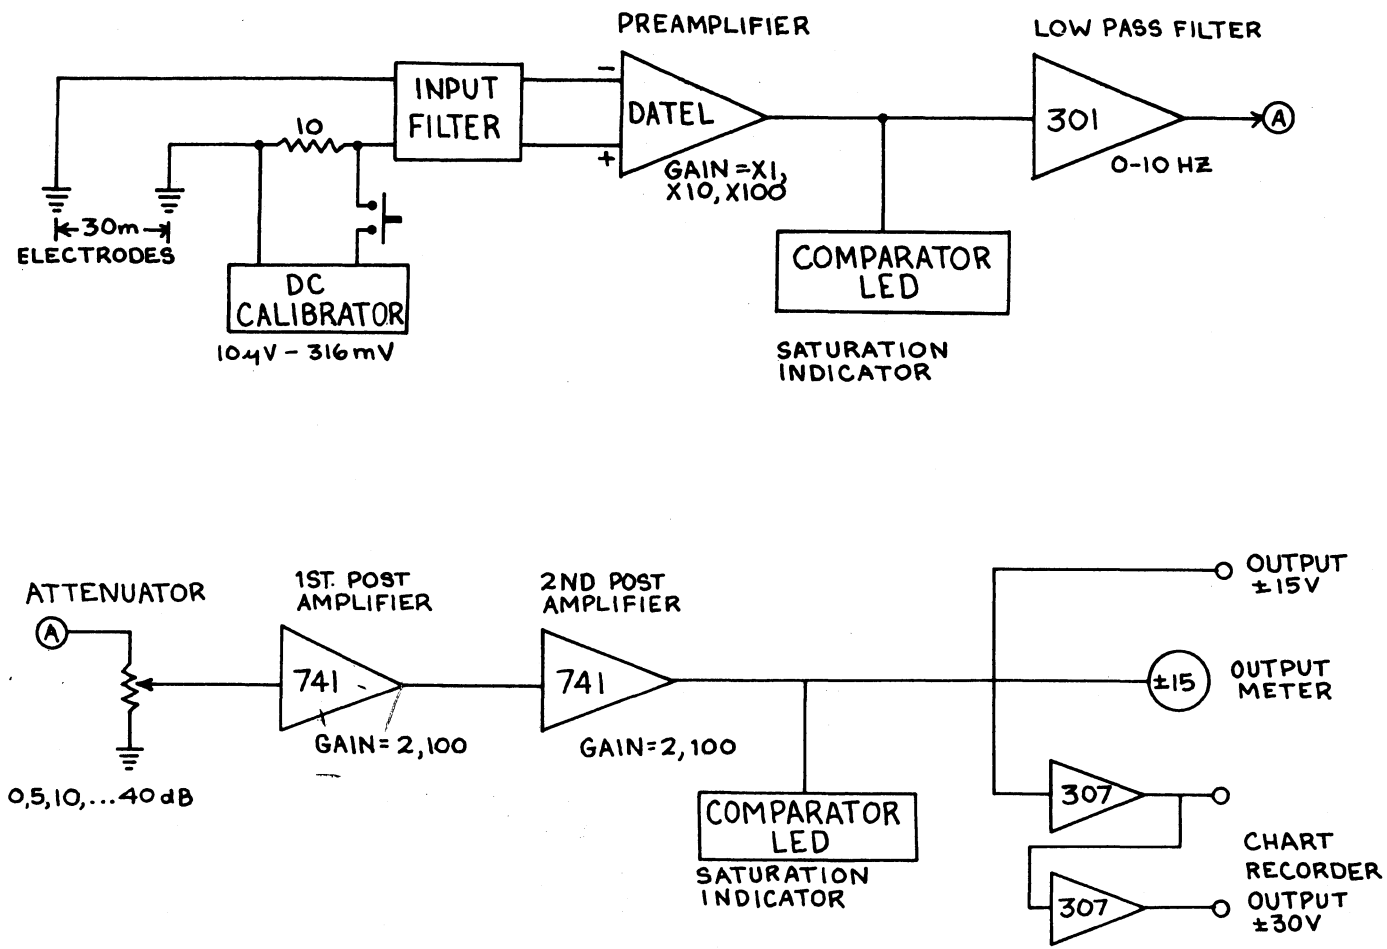 PREAMPLIFIER
LOW PASS FILTER
INPUT
FILTER
−
+
DATEL
GAIN=X1,
X10, X100
301
0-10 HZ
A
10
30m
ELECTRODES
DC
CALIBRATOR
10μV - 316mV
COMPARATOR
LED
SATURATION
INDICATOR
ATTENUATOR
A
0,5,10,...40dB
1ST. POST
AMPLIFIER
741
GAIN=2,100
2ND POST
AMPLIFIER
741
GAIN=2,100
COMPARATOR
LED
SATURATION
INDICATOR
OUTPUT
±15V
±15
OUTPUT
METER
307
307
CHART
RECORDER
OUTPUT
±30V